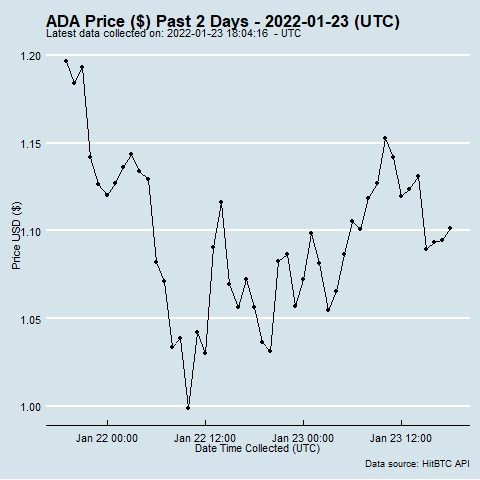 ADA Price ($) Past 2 Days - 2022-01-23 (UTC)
Latest data collected on: 2022-01-23 18:04:16 - UTC
1.20
1.15
1.10
1.05
1.00
Price USD ($)
Jan 22 00:00
Jan 22 12:00
Jan 23 00:00
Jan 23 12:00
Date Time Collected (UTC)
Data source: HitBTC API